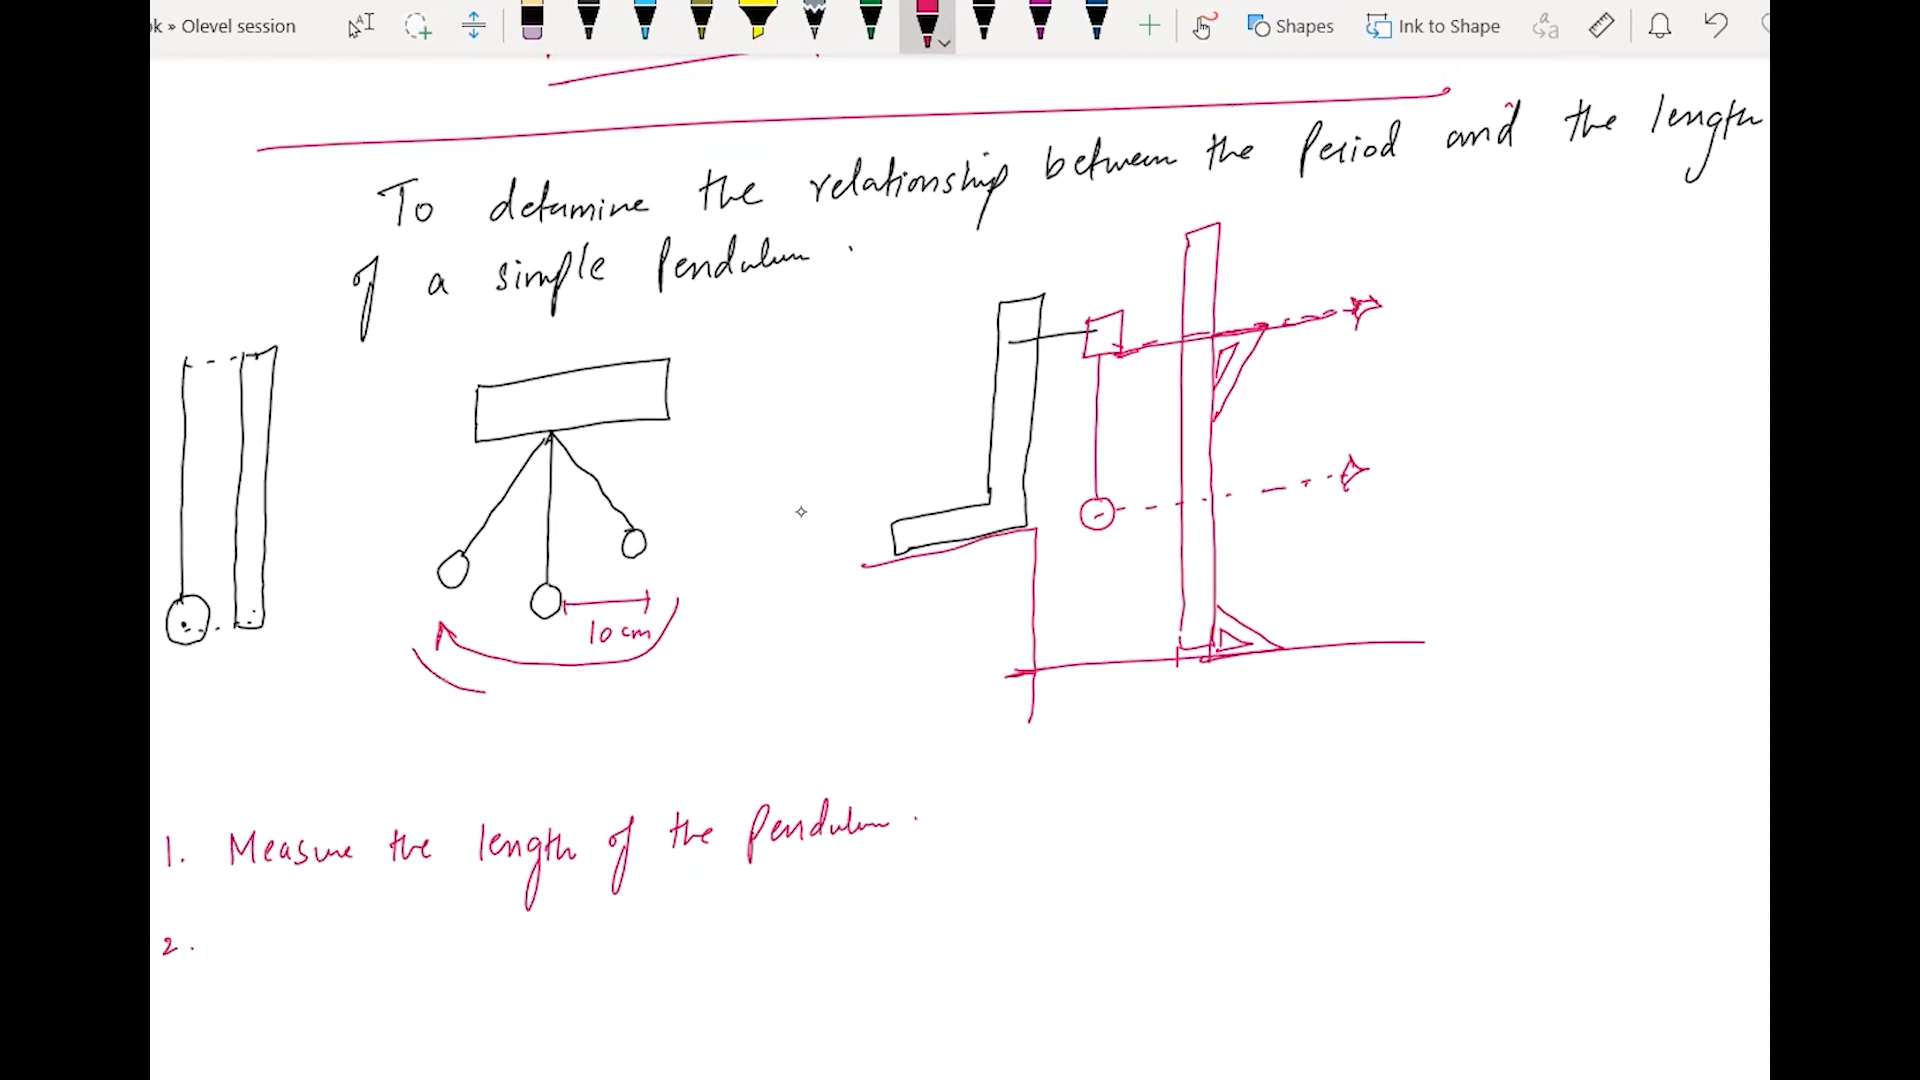 ok » Olevel session
Shapes
Ink to Shape
To determine the relationship between the Period and the length
of a simple Pendulum.
10 cm
1. Measure the length of the Pendulum.
2.